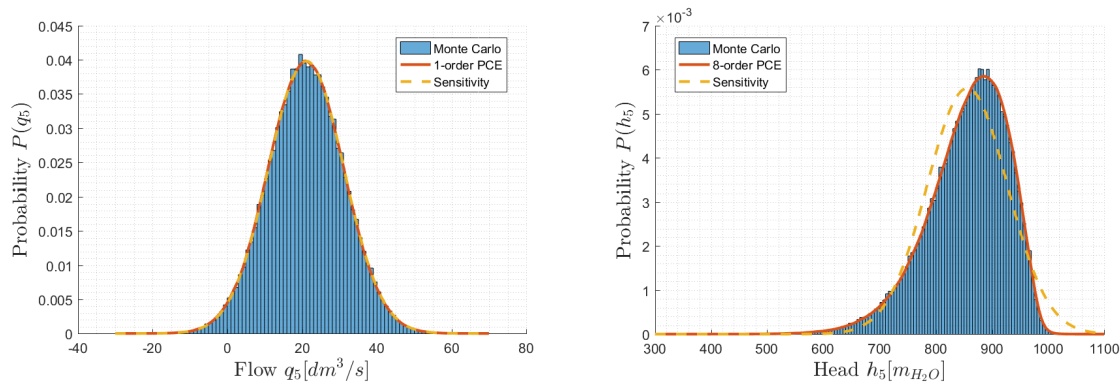 0.045
0.04
0.035
0.03
0.025
0.02
0.015
0.01
0.005
0
Probability P(q5)
-40 -20 0 20 40 60 80
Flow q5[dm³/s]
Monte Carlo
1-order PCE
Sensitivity
×10⁻³
7
6
5
4
3
2
1
0
Probability P(h5)
300 400 500 600 700 800 900 1000 1100
Head h5[mH2O]
Monte Carlo
8-order PCE
Sensitivity